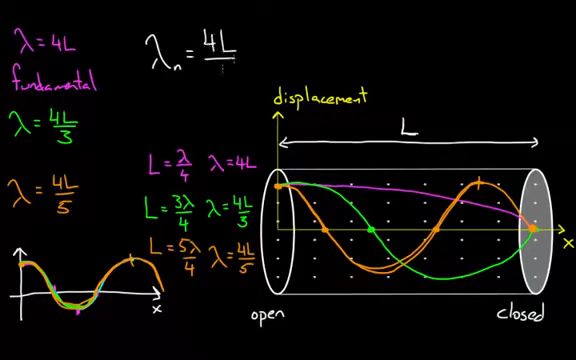 λ = 4L
fundamental
λ = 4L/3
λ = 4L/5
x
λn = 4L/
L = λ/4 λ = 4L
L = 3λ/4 λ = 4L/3
L = 5λ/4 λ = 4L/5
displacement
L
x
open
closed